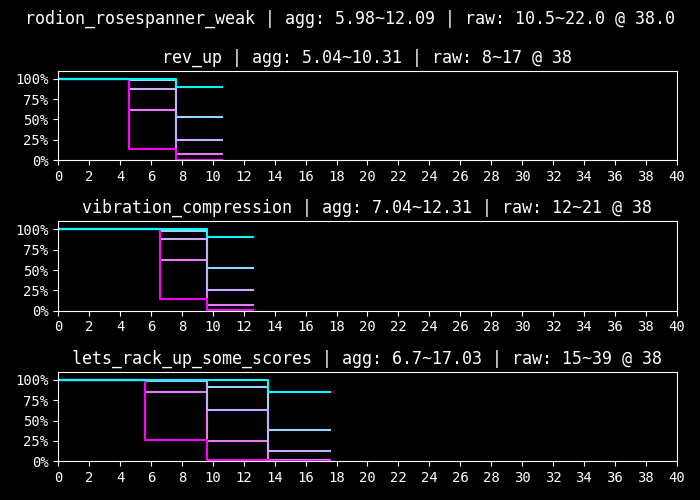 rodion_rosespanner_weak | agg: 5.98~12.09 | raw: 10.5~22.0 @ 38.0
rev_up | agg: 5.04~10.31 | raw: 8~17 @ 38
100%
75%
50%
25%
0%
0 2 4 6 8 10 12 14 16 18 20 22 24 26 28 30 32 34 36 38 40
vibration_compression | agg: 7.04~12.31 | raw: 12~21 @ 38
100%
75%
50%
25%
0%
0 2 4 6 8 10 12 14 16 18 20 22 24 26 28 30 32 34 36 38 40
lets_rack_up_some_scores | agg: 6.7~17.03 | raw: 15~39 @ 38
100%
75%
50%
25%
0%
0 2 4 6 8 10 12 14 16 18 20 22 24 26 28 30 32 34 36 38 40